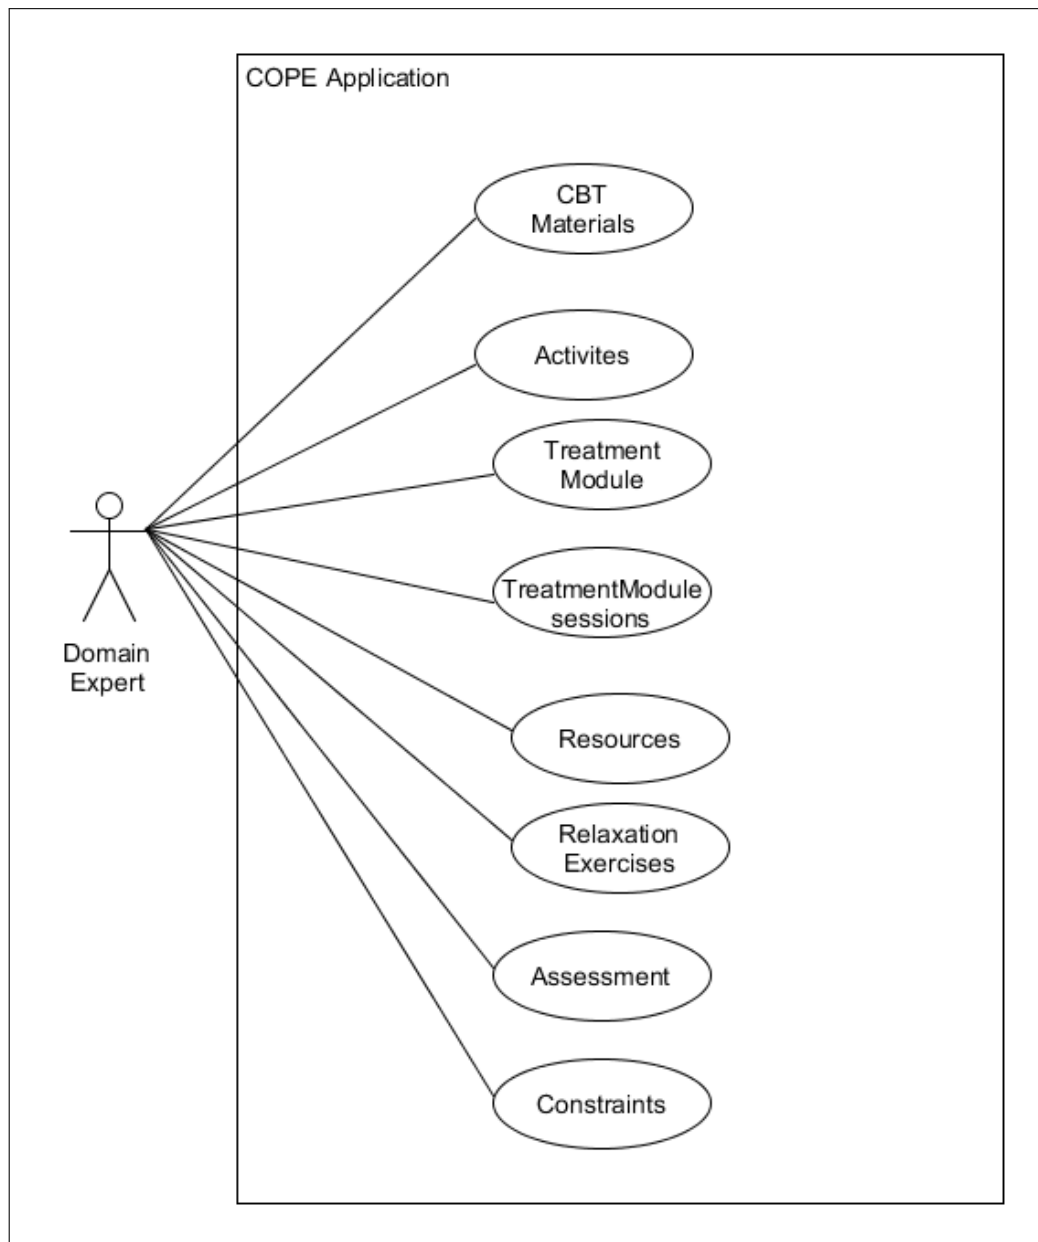 COPE Application
CBT
Materials
Activites
Treatment
Module
TreatmentModule
sessions
Domain
Expert
Resources
Relaxation
Exercises
Assessment
Constraints